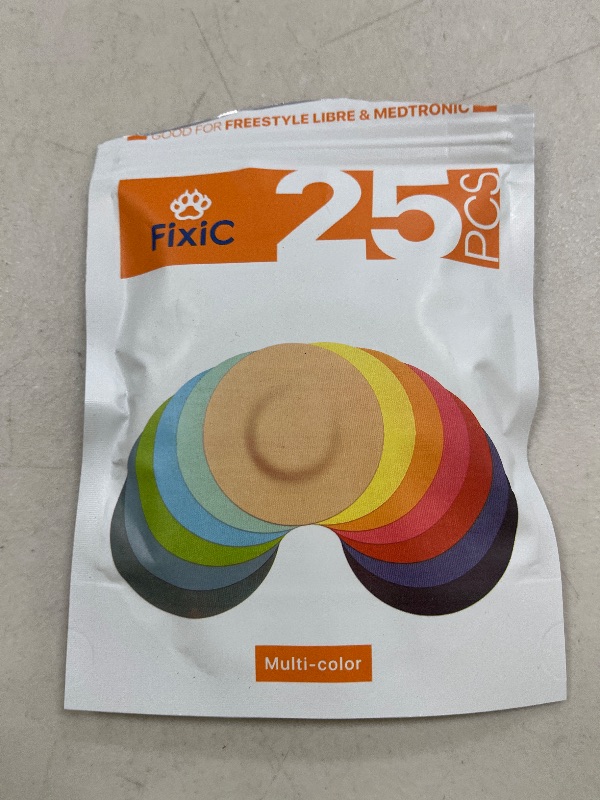 GOOD FOR FREESTYLE LIBRE & MEDTRONIC
FixiC
25 PCS
Multi-color